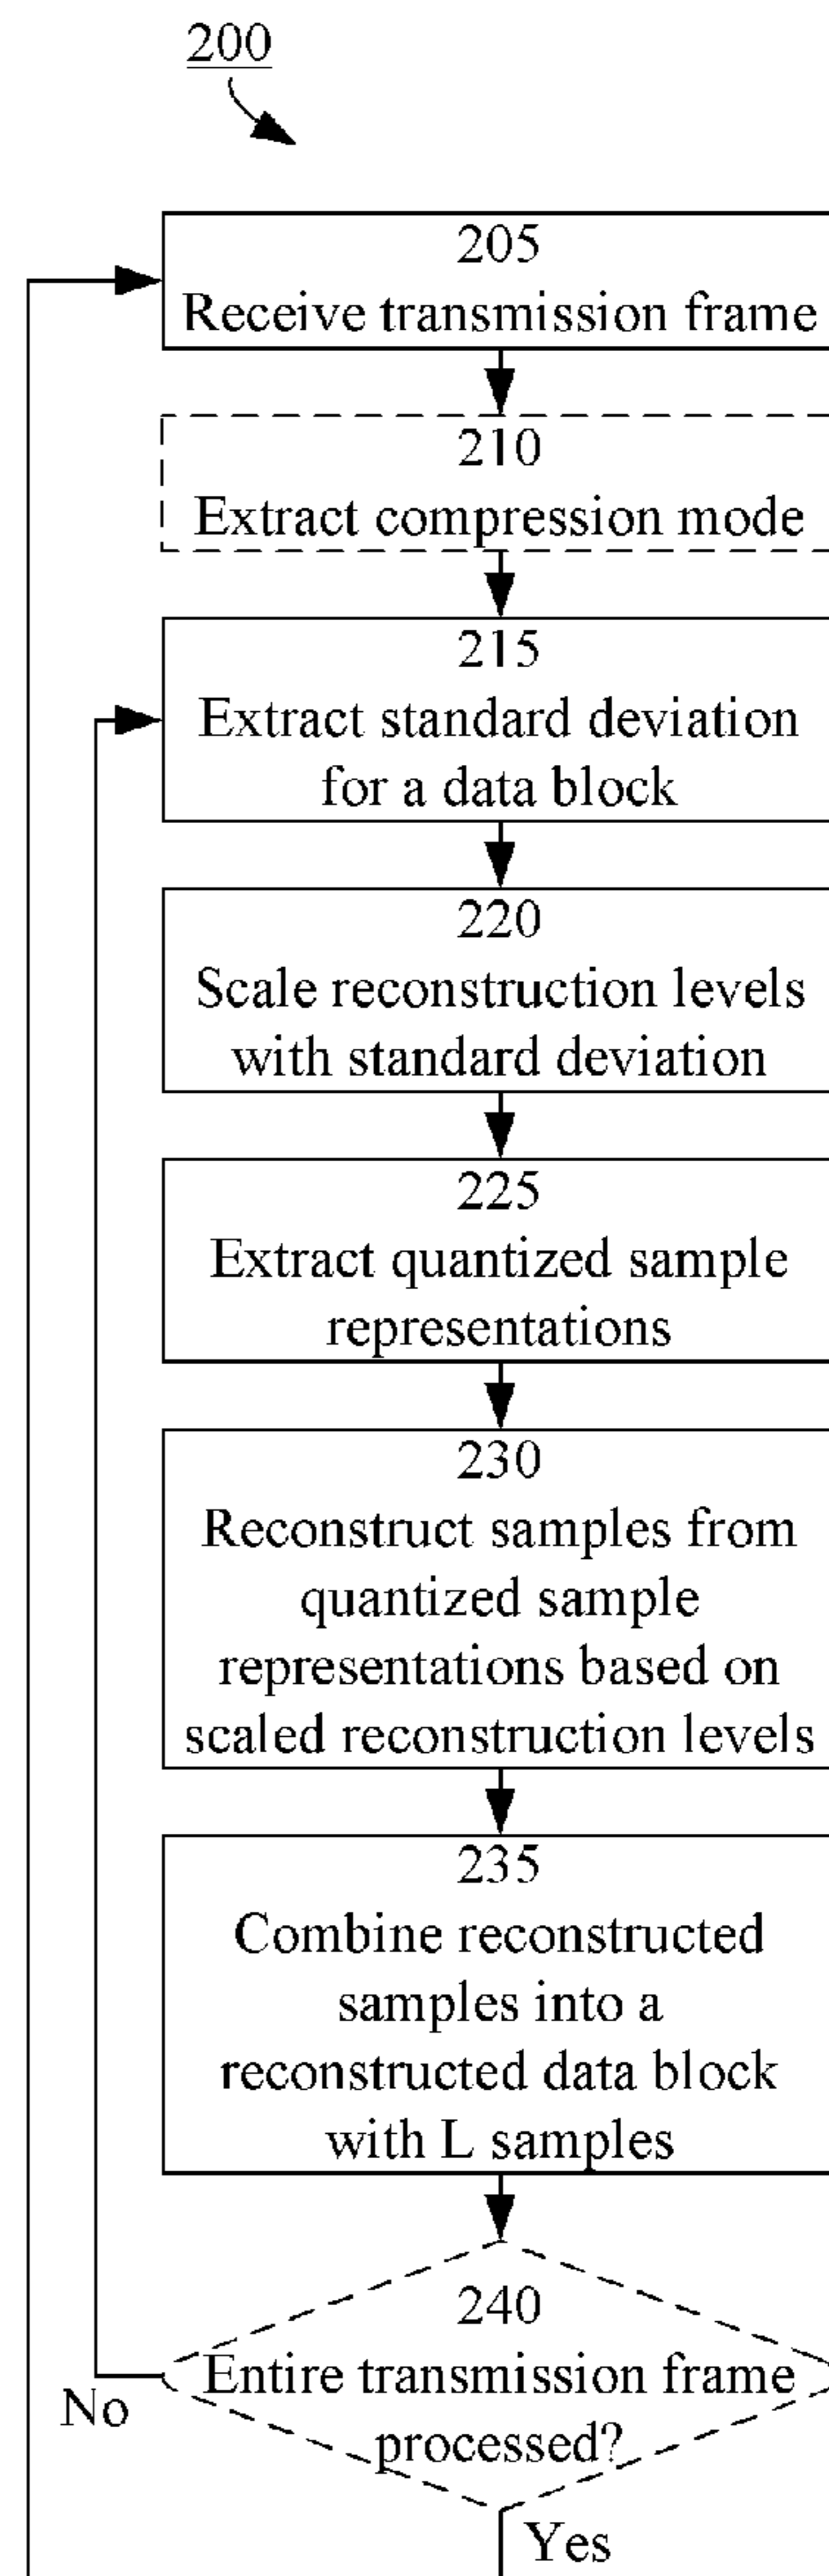 200
205
Receive transmission frame
210
Extract compression mode
215
Extract standard deviation
for a data block
220
Scale reconstruction levels
with standard deviation
225
Extract quantized sample
representations
230
Reconstruct samples from
quantized sample
representations based on
scaled reconstruction levels
235
Combine reconstructed
samples into a
reconstructed data block
with L samples
240
Entire transmission frame
processed?
No
Yes